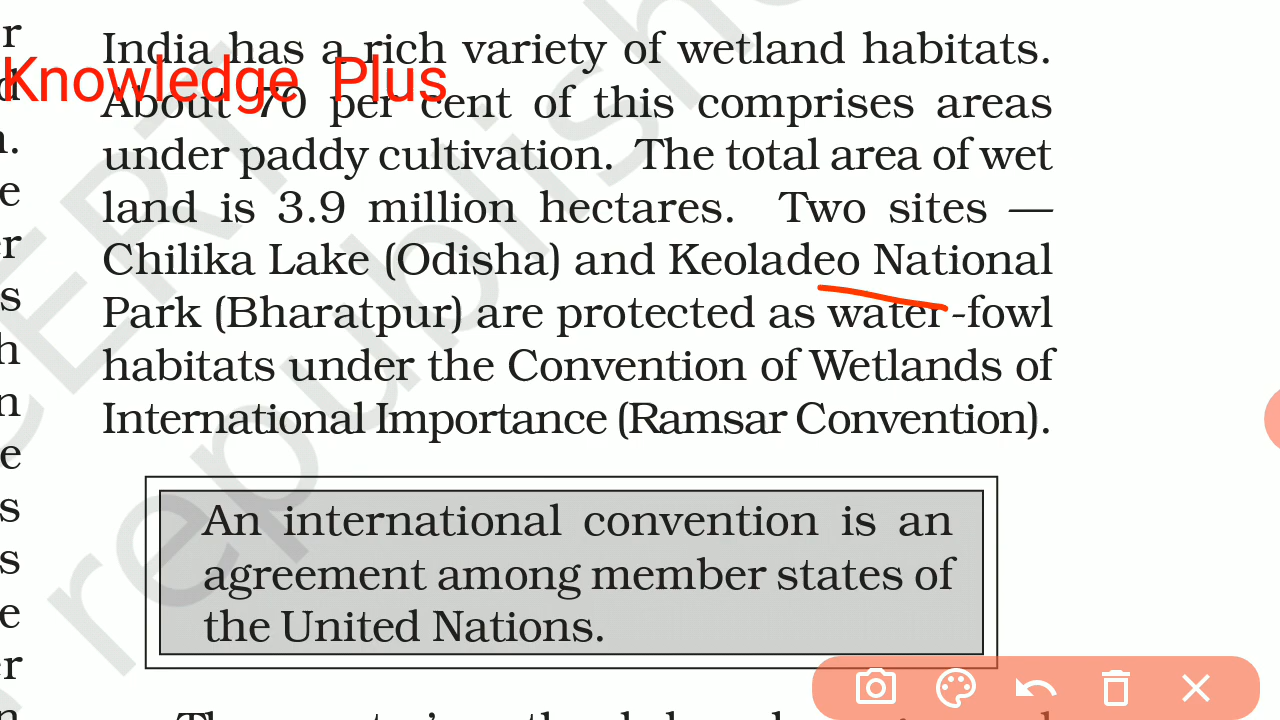 India has a rich variety of wetland habitats.
Knowledge Plus
About 70 per cent of this comprises areas
under paddy cultivation. The total area of wet
land is 3.9 million hectares. Two sites —
Chilika Lake (Odisha) and Keoladeo National
Park (Bharatpur) are protected as water-fowl
habitats under the Convention of Wetlands of
International Importance (Ramsar Convention).
An international convention is an
agreement among member states of
the United Nations.